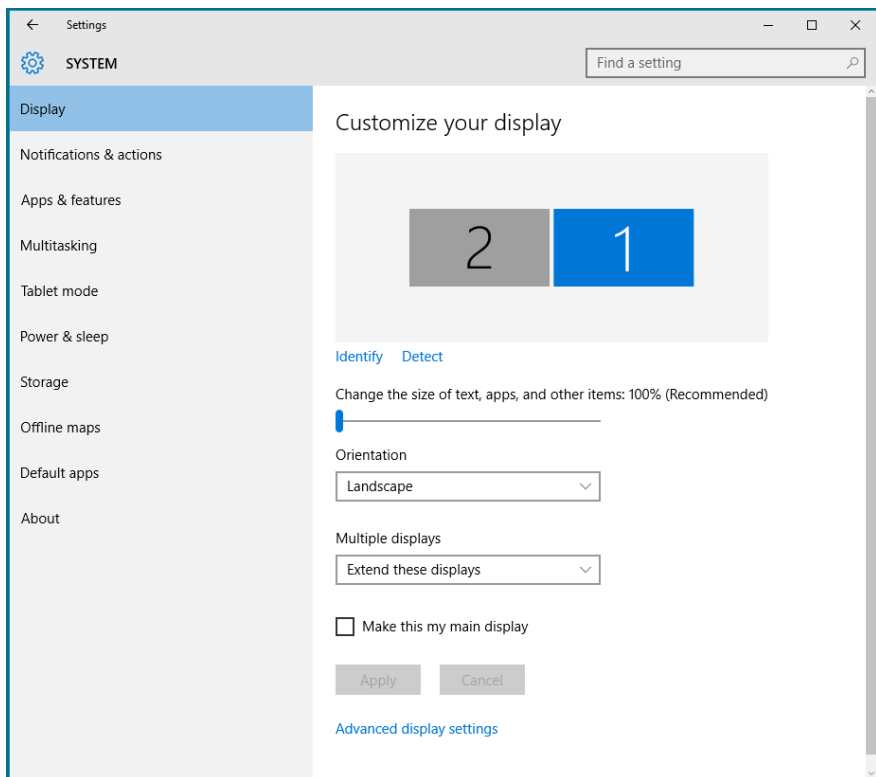 Settings
SYSTEM
Find a setting
Display
Notifications & actions
Apps & features
Multitasking
Tablet mode
Power & sleep
Storage
Offline maps
Default apps
About
Customize your display
2 1
Identify Detect
Change the size of text, apps, and other items: 100% (Recommended)
Orientation
Landscape
Multiple displays
Extend these displays
Make this my main display
Apply Cancel
Advanced display settings